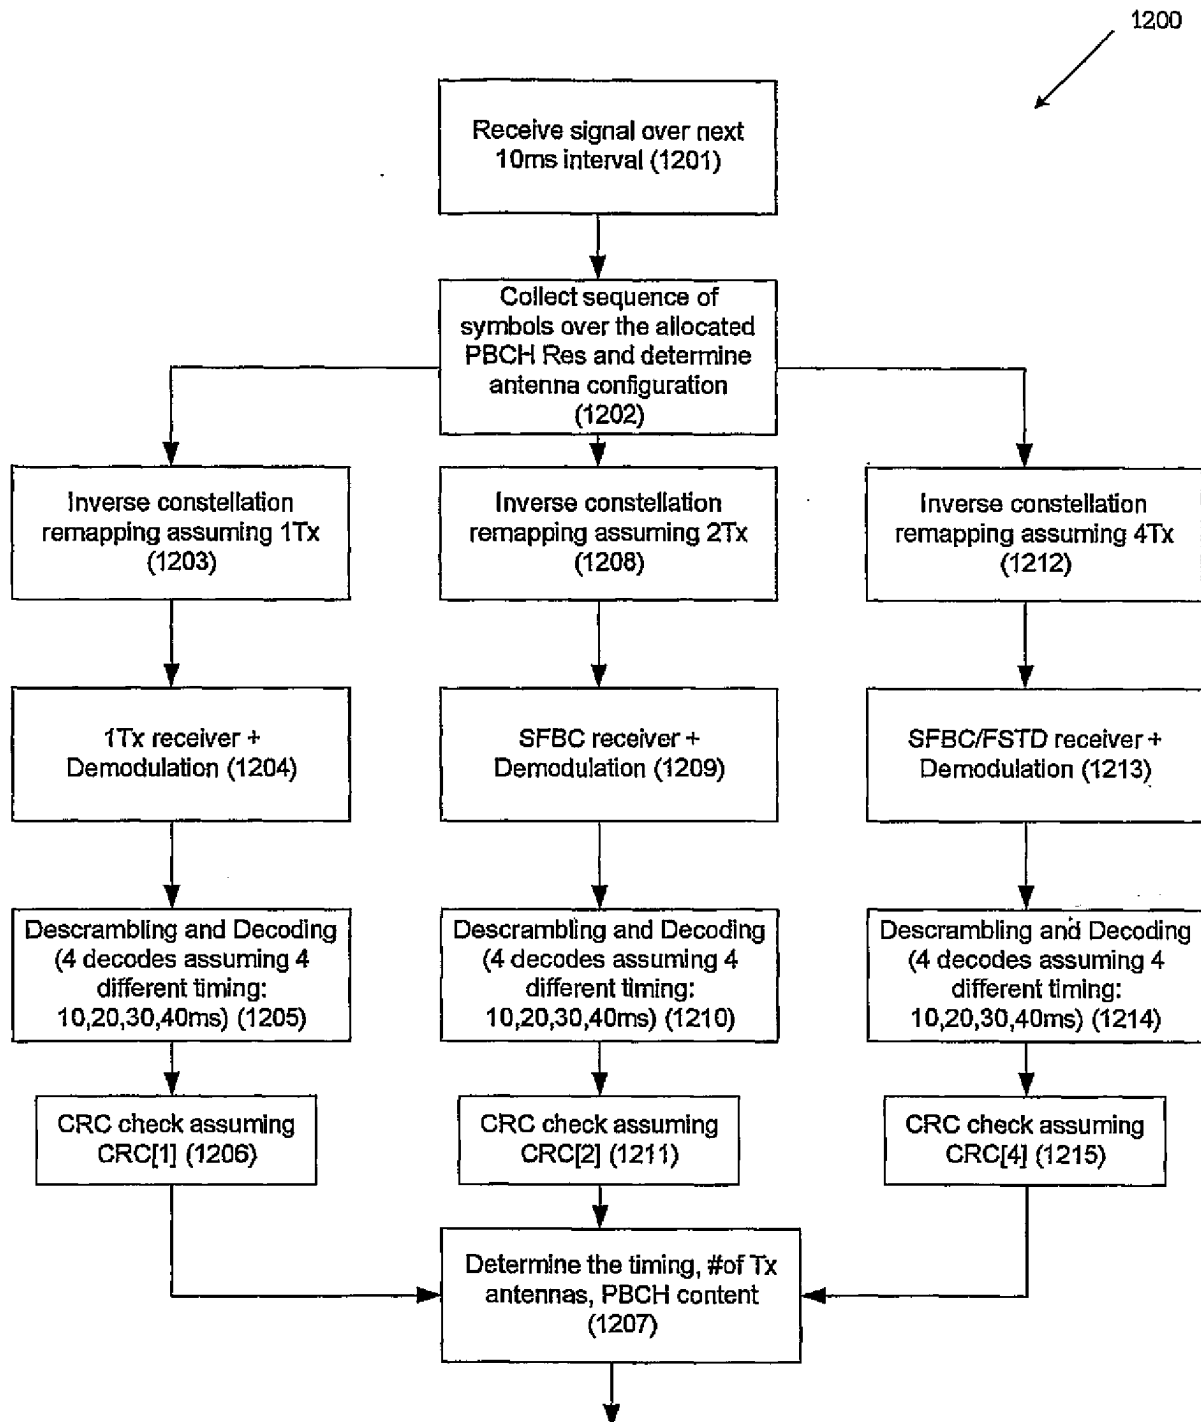 1200
Receive signal over next
10ms interval (1201)
Collect sequence of
symbols over the allocated
PBCH Res and determine
antenna configuration
(1202)
Inverse constellation
remapping assuming 1Tx
(1203)
Inverse constellation
remapping assuming 2Tx
(1208)
Inverse constellation
remapping assuming 4Tx
(1212)
1Tx receiver +
Demodulation (1204)
SFBC receiver +
Demodulation (1209)
SFBC/FSTD receiver +
Demodulation (1213)
Descrambling and Decoding
(4 decodes assuming 4
different timing:
10,20,30,40ms) (1205)
Descrambling and Decoding
(4 decodes assuming 4
different timing:
10,20,30,40ms) (1210)
Descrambling and Decoding
(4 decodes assuming 4
different timing:
10,20,30,40ms) (1214)
CRC check assuming
CRC[1] (1206)
CRC check assuming
CRC[2] (1211)
CRC check assuming
CRC[4] (1215)
Determine the timing, #of Tx
antennas, PBCH content
(1207)